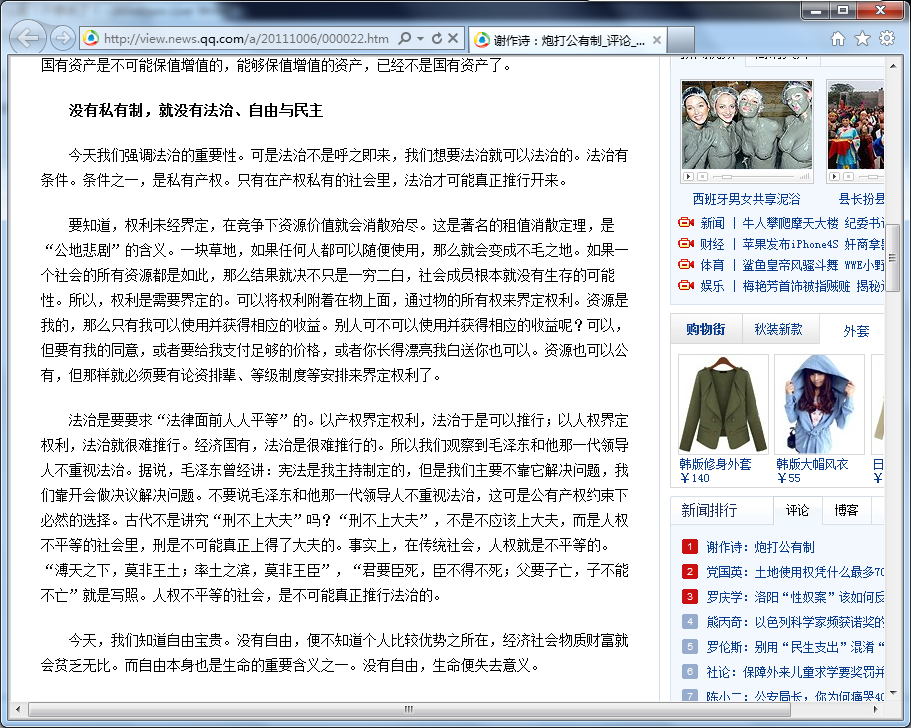 http://view.news.qq.com/a/20111006/000022.htm
谢作诗：炮打公有制_评论_...
国有资产是不可能保值增值的，能够保值增值的资产，已经不是国有资产了。
没有私有制，就没有法治、自由与民主
今天我们强调法治的重要性。可是法治不是呼之即来，我们想要法治就可以法治的。法治有
条件。条件之一，是私有产权。只有在产权私有的社会里，法治才可能真正推行开来。
要知道，权利未经界定，在竞争下资源价值就会消散殆尽。这是著名的租值消散定理，是
“公地悲剧”的含义。一块草地，如果任何人都可以随便使用，那么就会变成不毛之地。如果一
个社会的所有资源都是如此，那么结果就决不只是一穷二白，社会成员根本就没有生存的可能
性。所以，权利是需要界定的。可以将权利附着在物上面，通过物的所有权来界定权利。资源是
我的，那么只有我可以使用并获得相应的收益。别人可不可以使用并获得相应的收益呢？可以，
但要有我的同意，或者要给我支付足够的价格，或者你长得漂亮我白送你也可以。资源也可以公
有，但那样就必须要有论资排辈、等级制度等安排来界定权利了。
法治是要要求“法律面前人人平等”的。以产权界定权利，法治于是可以推行；以人权界定
权利，法治就很难推行。经济国有，法治是很难推行的。所以我们观察到毛泽东和他那一代领导
人不重视法治。据说，毛泽东曾经讲：宪法是我主持制定的，但是我们主要不靠它解决问题，我
们靠开会做决议解决问题。不要说毛泽东和他那一代领导人不重视法治，这可是公有产权约束下
必然的选择。古代不是讲究“刑不上大夫”吗？“刑不上大夫”，不是不应该上大夫，而是人权
不平等的社会里，刑是不可能真正上得了大夫的。事实上，在传统社会，人权就是不平等的。
“溥天之下，莫非王土；率土之滨，莫非王臣”，“君要臣死，臣不得不死；父要子亡，子不能
不亡”就是写照。人权不平等的社会，是不可能真正推行法治的。
今天，我们知道自由宝贵。没有自由，便不知道个人比较优势之所在，经济社会物质财富就
会贫乏无比。而自由本身也是生命的重要含义之一。没有自由，生命便失去意义。
西班牙男女共享泥浴 县长扮县
新闻 | 牛人攀爬摩天大楼 纪委书记
财经 | 苹果发布iPhone4S 奸商拿
体育 | 鲨鱼皇帝风骚斗舞 WWE小野
娱乐 | 梅艳芳首饰被指贼赃 揭秘
购物街 秋装新款 外套
韩版修身外套 韩版大帽风衣 日
￥140 ￥55 ￥
新闻排行 评论 博客
1 谢作诗：炮打公有制
2 党国英：土地使用权凭什么最多70
3 罗庆学：洛阳“性奴案”该如何反
4 熊丙奇：以色列科学家频获诺奖的
5 罗伦斯：别用“民生支出”混淆“
6 社论：保障外来儿童求学要奖罚并
7 陈小二：公安局长，你为何痛哭40